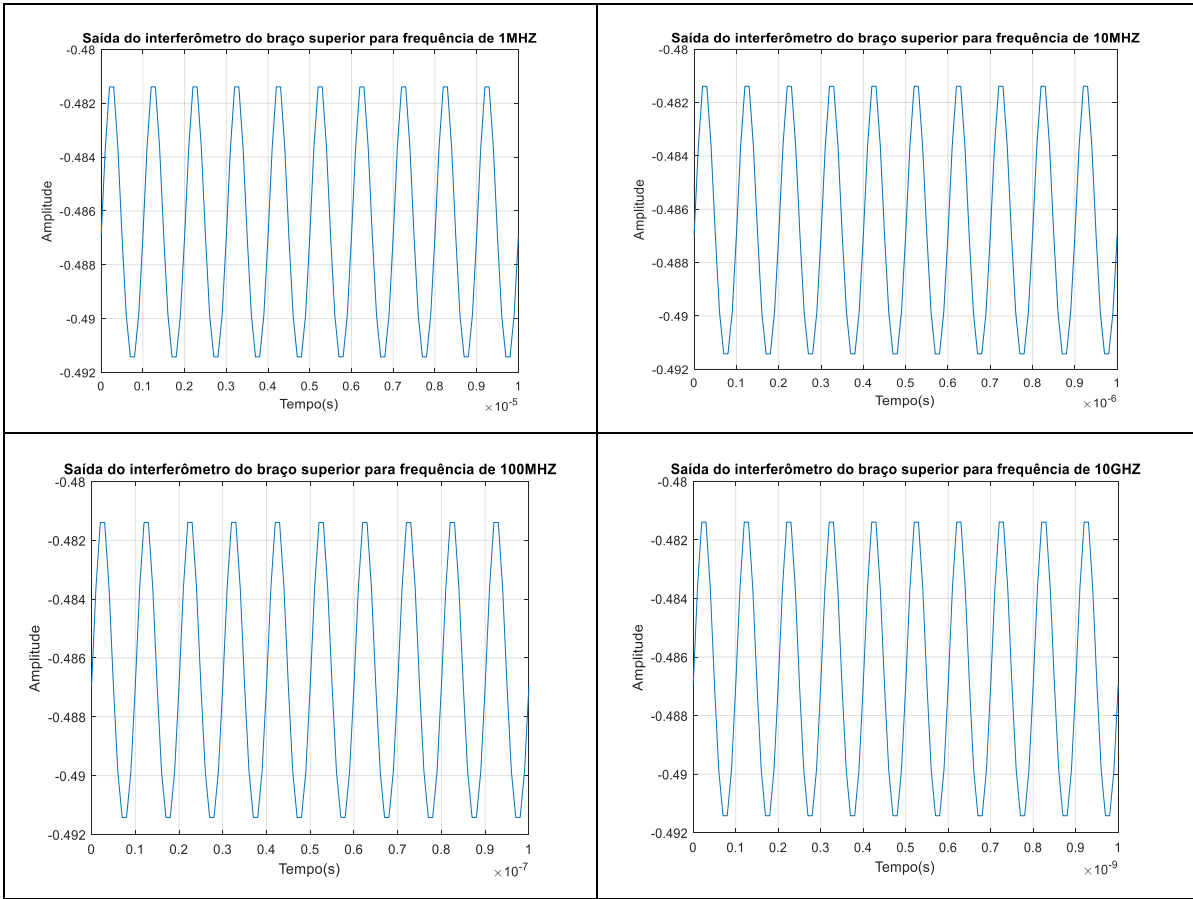 Saída do interferômetro do braço superior para frequência de 1MHZ
-0.48
-0.482
-0.484
-0.486
-0.488
-0.49
-0.492
Amplitude
0 0.1 0.2 0.3 0.4 0.5 0.6 0.7 0.8 0.9 1
Tempo(s)
×10-5
Saída do interferômetro do braço superior para frequência de 10MHZ
-0.48
-0.482
-0.484
-0.486
-0.488
-0.49
-0.492
Amplitude
0 0.1 0.2 0.3 0.4 0.5 0.6 0.7 0.8 0.9 1
Tempo(s)
×10-6
Saída do interferômetro do braço superior para frequência de 100MHZ
-0.48
-0.482
-0.484
-0.486
-0.488
-0.49
-0.492
Amplitude
0 0.1 0.2 0.3 0.4 0.5 0.6 0.7 0.8 0.9 1
Tempo(s)
×10-7
Saída do interferômetro do braço superior para frequência de 10GHZ
-0.48
-0.482
-0.484
-0.486
-0.488
-0.49
-0.492
Amplitude
0 0.1 0.2 0.3 0.4 0.5 0.6 0.7 0.8 0.9 1
Tempo(s)
×10-9